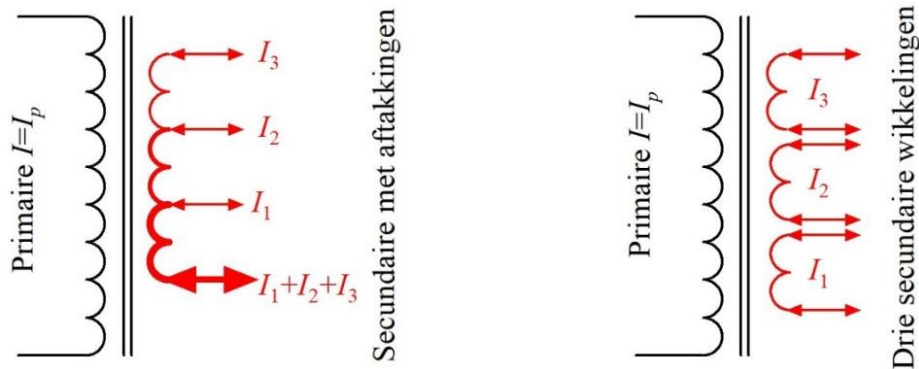 Primaire I=Ip
I3
I2
I1
I1+I2+I3
Secundaire met aftakkingen
Primaire I=Ip
I3
I2
I1
Drie secundaire wikkelingen